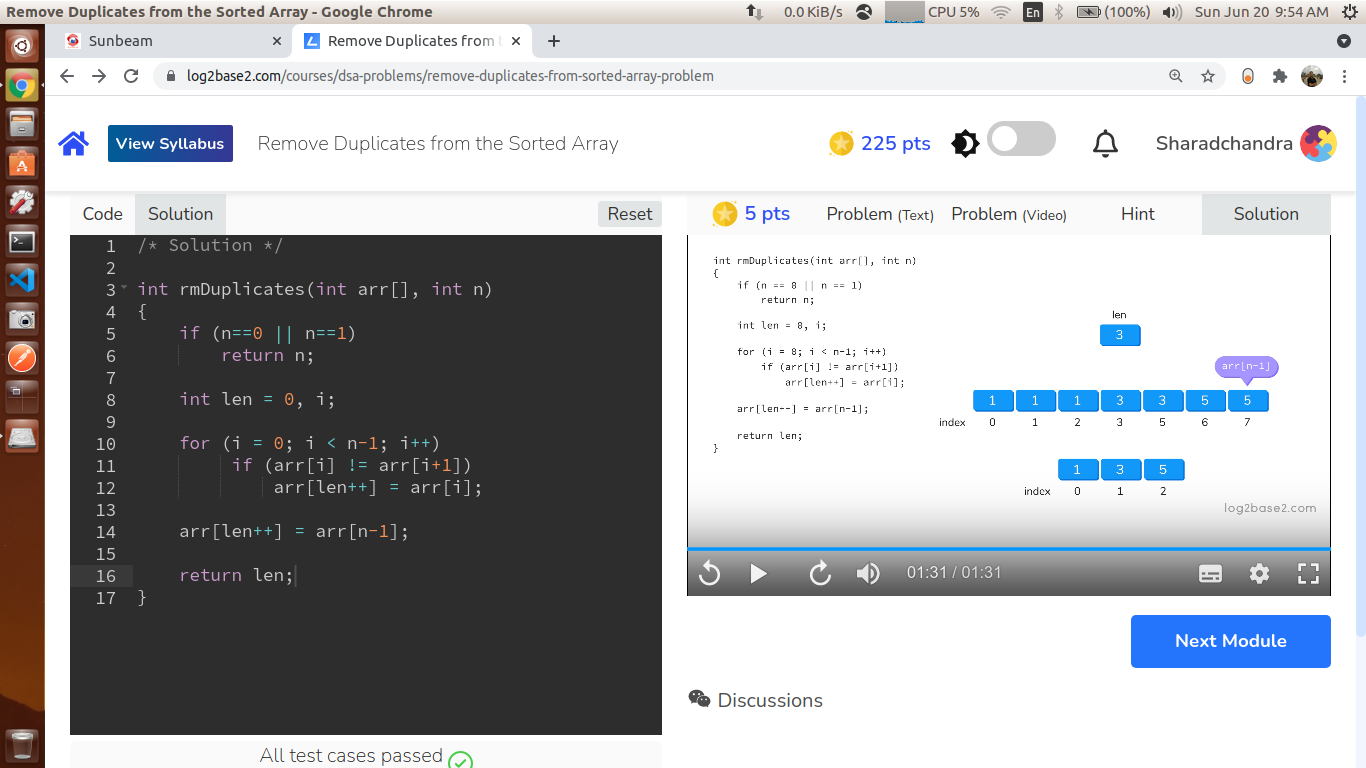 Remove Duplicates from the Sorted Array - Google Chrome
0.0 KiB/s
CPU 5%
En
(100%)
Sun Jun 20 9:54 AM
Sunbeam
Remove Duplicates from t
log2base2.com/courses/dsa-problems/remove-duplicates-from-sorted-array-problem
View Syllabus
Remove Duplicates from the Sorted Array
225 pts
Sharadchandra
Code
Solution
Reset
1 /* Solution */
2
3 int rmDuplicates(int arr[], int n)
4 {
5 if (n==0 || n==1)
6 return n;
7
8 int len = 0, i;
9
10 for (i = 0; i < n-1; i++)
11 if (arr[i] != arr[i+1])
12 arr[len++] = arr[i];
13
14 arr[len++] = arr[n-1];
15
16 return len;
17 }
All test cases passed
5 pts
Problem (Text)
Problem (Video)
Hint
Solution
int rmDuplicates(int arr[], int n)
{
if (n == 0 || n == 1)
return n;
int len = 0, i;
for (i = 0; i < n-1; i++)
if (arr[i] != arr[i+1])
arr[len++] = arr[i];
arr[len--] = arr[n-1];
return len;
}
len
3
arr[n-1]
1 1 1 3 3 5 5
index 0 1 2 3 5 6 7
1 3 5
index 0 1 2
log2base2.com
01:31 / 01:31
Next Module
Discussions